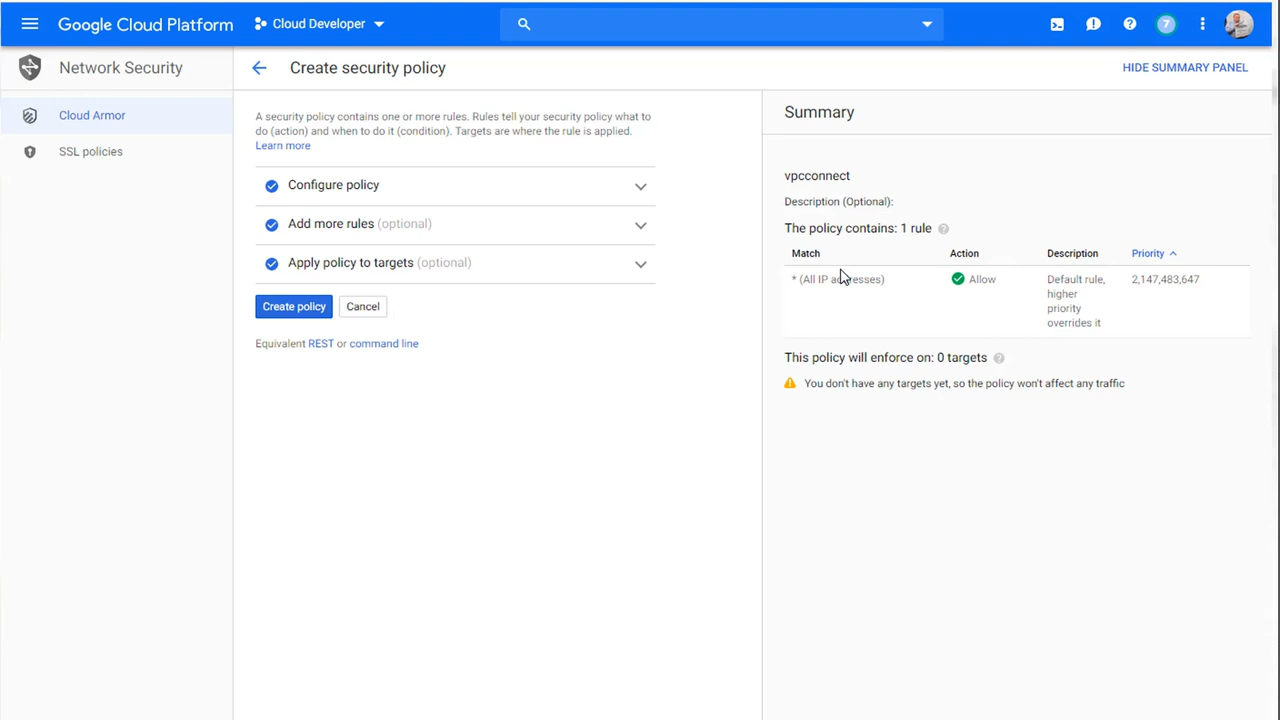 Google Cloud Platform
Cloud Developer
7
Network Security
Create security policy
HIDE SUMMARY PANEL
Cloud Armor
SSL policies
A security policy contains one or more rules. Rules tell your security policy what to
do (action) and when to do it (condition). Targets are where the rule is applied.
Learn more
Configure policy
Add more rules (optional)
Apply policy to targets (optional)
Create policy
Cancel
Equivalent REST or command line
Summary
vpcconnect
Description (Optional):
The policy contains: 1 rule
Match Action Description Priority
* (All IP addresses) Allow Default rule, 2,147,483,647
higher
priority
overrides it
This policy will enforce on: 0 targets
You don't have any targets yet, so the policy won't affect any traffic